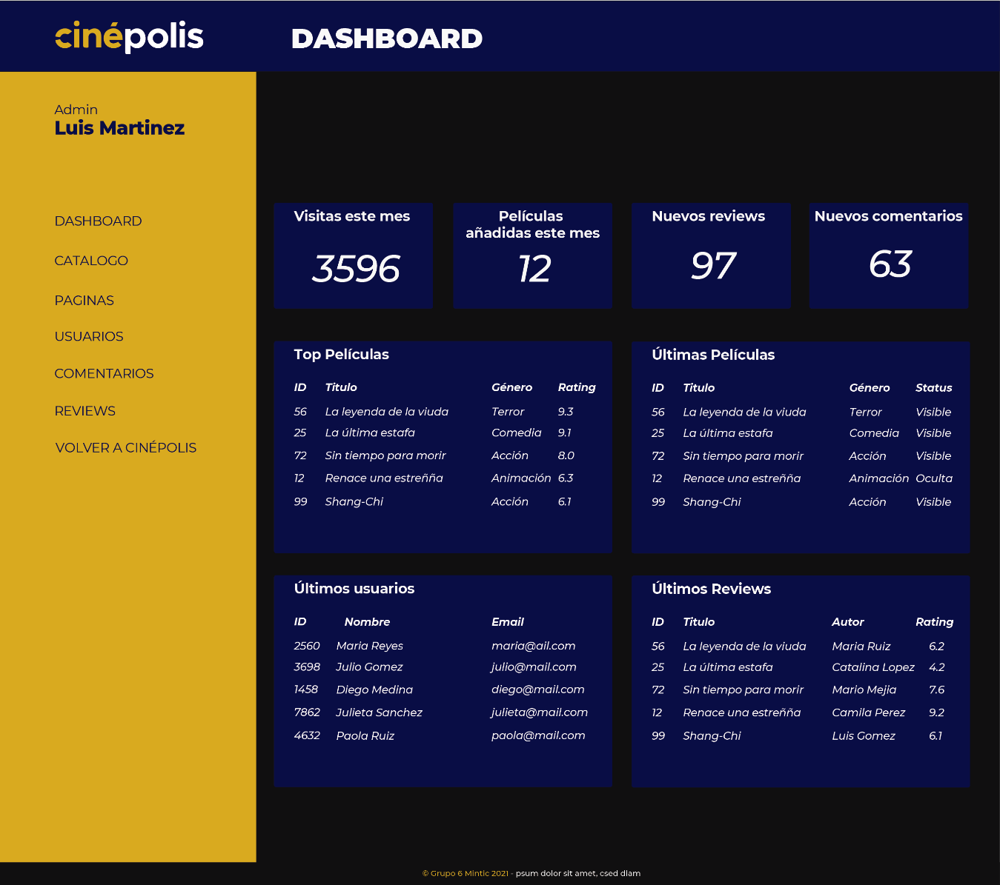 cinépolis
DASHBOARD
Admin
Luis Martinez
DASHBOARD
CATALOGO
PAGINAS
USUARIOS
COMENTARIOS
REVIEWS
VOLVER A CINÉPOLIS
Visitas este mes
3596
Películas
añadidas este mes
12
Nuevos reviews
97
Nuevos comentarios
63
Top Películas
ID Titulo Género Rating
56 La leyenda de la viuda Terror 9.3
25 La última estafa Comedia 9.1
72 Sin tiempo para morir Acción 8.0
12 Renace una estreñña Animación 6.3
99 Shang-Chi Acción 6.1
Últimas Películas
ID Titulo Género Status
56 La leyenda de la viuda Terror Visible
25 La última estafa Comedia Visible
72 Sin tiempo para morir Acción Visible
12 Renace una estreñña Animación Oculta
99 Shang-Chi Acción Visible
Últimos usuarios
ID Nombre Email
2560 Maria Reyes maria@ail.com
3698 Julio Gomez julio@mail.com
1458 Diego Medina diego@mail.com
7862 Julieta Sanchez julieta@mail.com
4632 Paola Ruiz paola@mail.com
Últimos Reviews
ID Titulo Autor Rating
56 La leyenda de la viuda Maria Ruiz 6.2
25 La última estafa Catalina Lopez 4.2
72 Sin tiempo para morir Mario Mejia 7.6
12 Renace una estreñña Camila Perez 9.2
99 Shang-Chi Luis Gomez 6.1
© Grupo 6 Mintic 2021 - psum dolor sit amet, csed diam